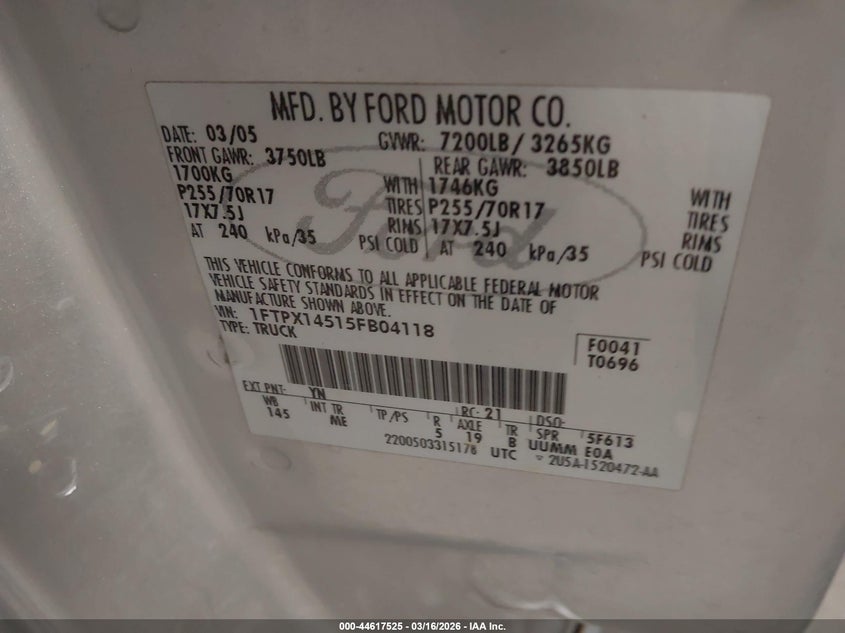 MFD. BY FORD MOTOR CO.
DATE: 03/05 GVWR: 7200LB/ 3265KG
FRONT GAWR: 3750LB REAR GAWR: 3850LB
1700KG WITH 1746KG WITH
P255/70R17 TIRES P255/70R17 TIRES
17X7.5J RIMS 17X7.5J RIMS
AT 240 kPa/35 PSI COLD AT 240 kPa/35 PSI COLD
THIS VEHICLE CONFORMS TO ALL APPLICABLE FEDERAL MOTOR
VEHICLE SAFETY STANDARDS IN EFFECT ON THE DATE OF
MANUFACTURE SHOWN ABOVE.
VIN: 1FTPX14515FB04118
TYPE: TRUCK
F0041
T0696
EXT PNT: YN RC: 21 DSO:
WB INT TR TP/PS R AXLE TR SPR 5F613
145 ME 5 19 B UUMM E0A
2200503315178 UTC 2U5A-1520472-AA
Ford
000-44617525 - 03/16/2026 - IAA Inc.